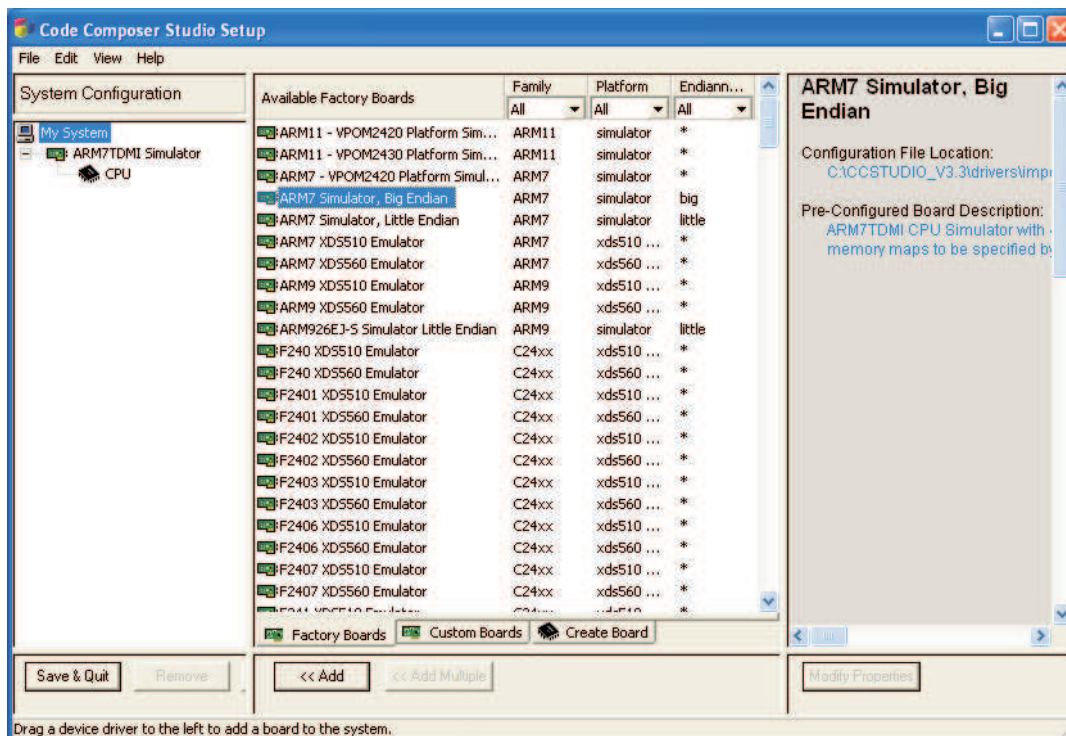 Code Composer Studio Setup
File Edit View Help
System Configuration
My System
ARM7TDMI Simulator
CPU
Available Factory Boards Family Platform Endiann...
All All All
ARM11 - VPOM2420 Platform Sim... ARM11 simulator *
ARM11 - VPOM2430 Platform Sim... ARM11 simulator *
ARM7 - VPOM2420 Platform Simul... ARM7 simulator *
ARM7 Simulator, Big Endian ARM7 simulator big
ARM7 Simulator, Little Endian ARM7 simulator little
ARM7 XDS510 Emulator ARM7 xds510 ... *
ARM7 XDS560 Emulator ARM7 xds560 ... *
ARM9 XDS510 Emulator ARM9 xds510 ... *
ARM9 XDS560 Emulator ARM9 xds560 ... *
ARM926EJ-S Simulator Little Endian ARM9 simulator little
F240 XDS510 Emulator C24xx xds510 ... *
F240 XDS560 Emulator C24xx xds560 ... *
F2401 XDS510 Emulator C24xx xds510 ... *
F2401 XDS560 Emulator C24xx xds560 ... *
F2402 XDS510 Emulator C24xx xds510 ... *
F2402 XDS560 Emulator C24xx xds560 ... *
F2403 XDS510 Emulator C24xx xds510 ... *
F2403 XDS560 Emulator C24xx xds560 ... *
F2406 XDS510 Emulator C24xx xds510 ... *
F2406 XDS560 Emulator C24xx xds560 ... *
F2407 XDS510 Emulator C24xx xds510 ... *
F2407 XDS560 Emulator C24xx xds560 ... *
Factory Boards Custom Boards Create Board
ARM7 Simulator, Big
Endian
Configuration File Location:
C:\CCSTUDIO_V3.3\drivers\imp
Pre-Configured Board Description:
ARM7TDMI CPU Simulator with
memory maps to be specified by
Save & Quit Remove << Add << Add Multiple Modify Properties
Drag a device driver to the left to add a board to the system.